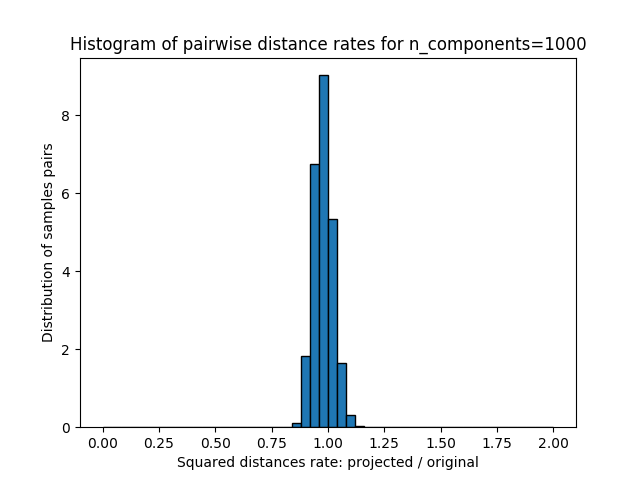 Histogram of pairwise distance rates for n_components=1000
Distribution of samples pairs
8
6
4
2
0
0.00 0.25 0.50 0.75 1.00 1.25 1.50 1.75 2.00
Squared distances rate: projected / original